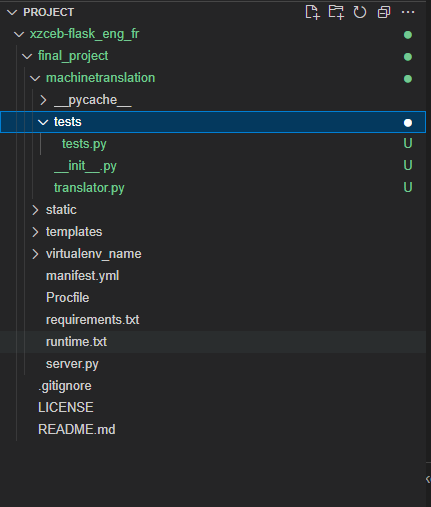 PROJECT
xzceb-flask_eng_fr
final_project
machinetranslation
__pycache__
tests
tests.py U
__init__.py U
translator.py U
static
templates
virtualenv_name
manifest.yml
Procfile
requirements.txt
runtime.txt
server.py
.gitignore
LICENSE
README.md